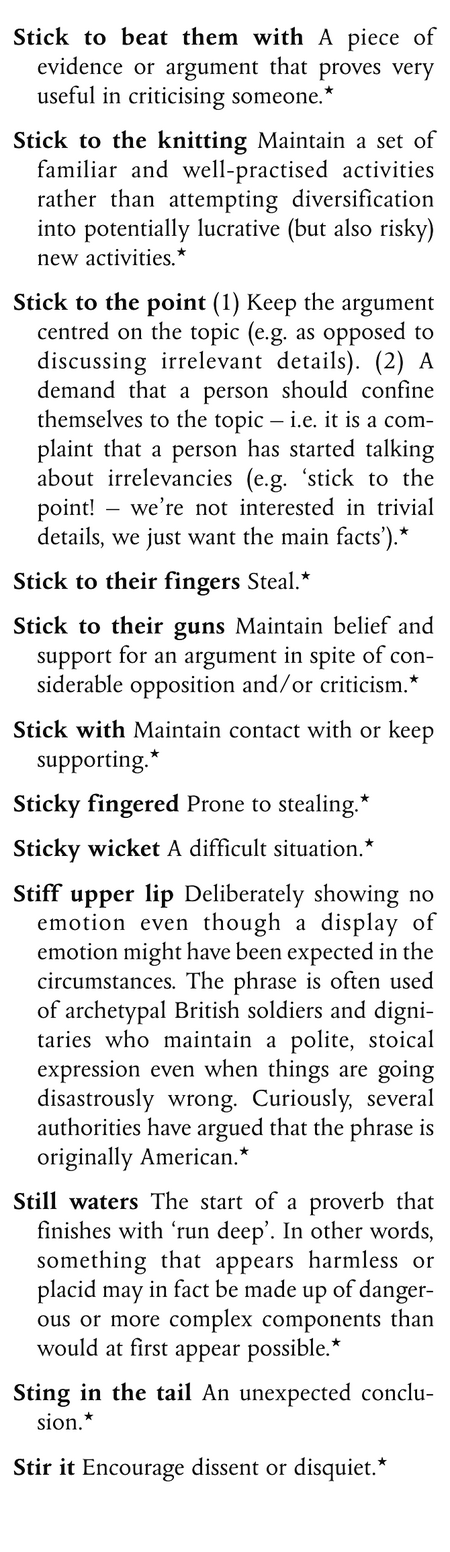 Stick to beat them with A piece of
evidence or argument that proves very
useful in criticising someone.★
Stick to the knitting Maintain a set of
familiar and well-practised activities
rather than attempting diversification
into potentially lucrative (but also risky)
new activities.★
Stick to the point (1) Keep the argument
centred on the topic (e.g. as opposed to
discussing irrelevant details). (2) A
demand that a person should confine
themselves to the topic – i.e. it is a com-
plaint that a person has started talking
about irrelevancies (e.g. ‘stick to the
point! – we’re not interested in trivial
details, we just want the main facts’).★
Stick to their fingers Steal.★
Stick to their guns Maintain belief and
support for an argument in spite of con-
siderable opposition and/or criticism.★
Stick with Maintain contact with or keep
supporting.★
Sticky fingered Prone to stealing.★
Sticky wicket A difficult situation.★
Stiff upper lip Deliberately showing no
emotion even though a display of
emotion might have been expected in the
circumstances. The phrase is often used
of archetypal British soldiers and digni-
taries who maintain a polite, stoical
expression even when things are going
disastrously wrong. Curiously, several
authorities have argued that the phrase is
originally American.★
Still waters The start of a proverb that
finishes with ‘run deep’. In other words,
something that appears harmless or
placid may in fact be made up of danger-
ous or more complex components than
would at first appear possible.★
Sting in the tail An unexpected conclu-
sion.★
Stir it Encourage dissent or disquiet.★